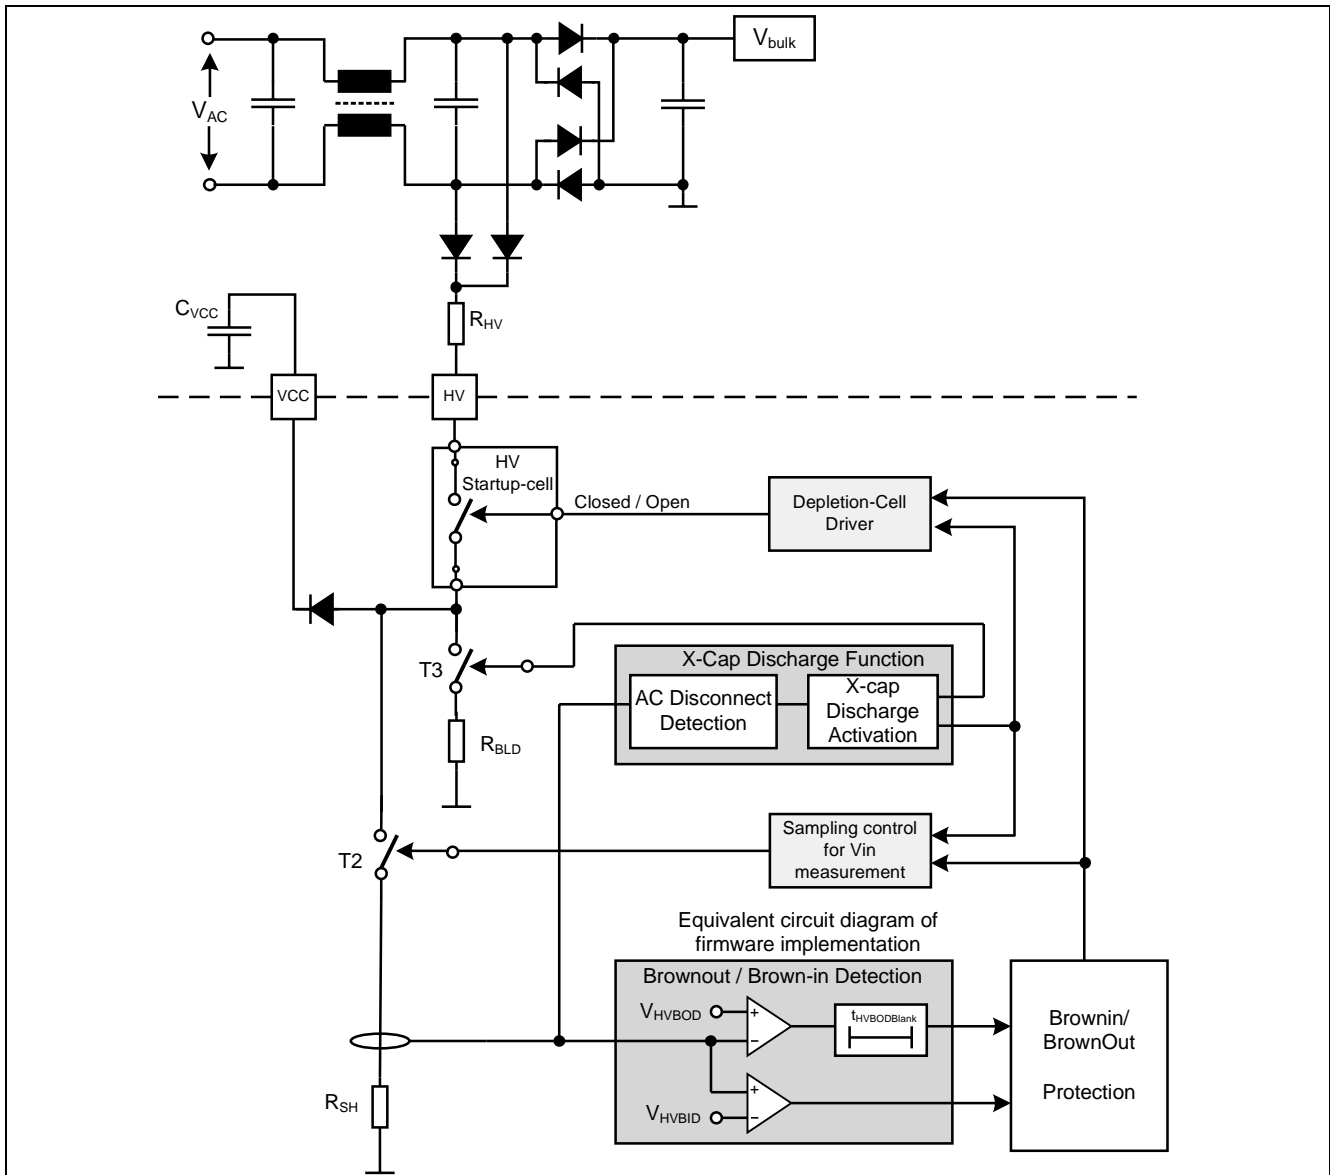 V_bulk
V_AC
C_VCC
R_HV
VCC
HV
HV
Startup-cell
Closed / Open
Depletion-Cell
Driver
T3
X-Cap Discharge Function
AC Disconnect
Detection
X-cap
Discharge
Activation
R_BLD
Sampling control
for Vin
measurement
T2
Equivalent circuit diagram of
firmware implementation
Brownout / Brown-in Detection
V_HVBOD
+
−
t_HVBODBlank
Brownin/
BrownOut
Protection
+
−
V_HVBID
R_SH